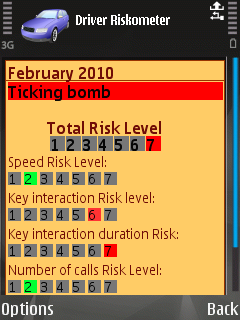 Driver Riskometer
3G
February 2010
Ticking bomb
Total Risk Level
1 2 3 4 5 6 7
Speed Risk Level:
1 2 3 4 5 6 7
Key interaction Risk level:
1 2 3 4 5 6 7
Key interaction duration Risk:
1 2 3 4 5 6 7
Number of calls Risk Level:
1 2 3 4 5 6 7
Options Back